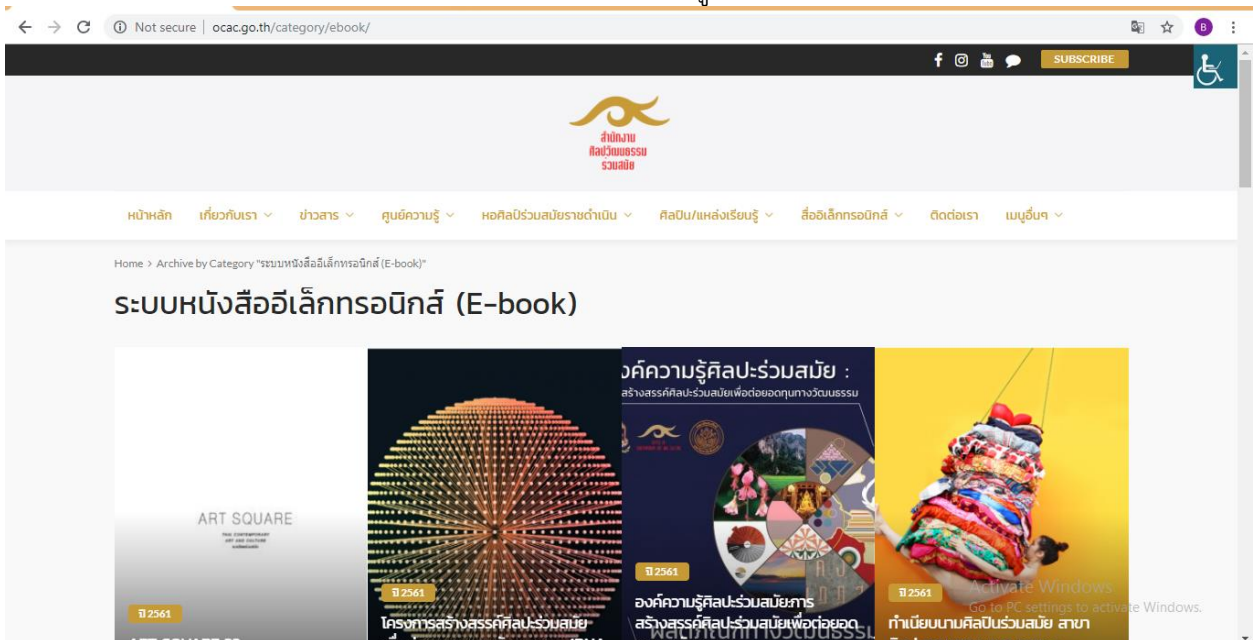 Not secure | ocac.go.th/category/ebook/
B
SUBSCRIBE
สำนักงาน
ศิลปวัฒนธรรม
ร่วมสมัย
หน้าหลัก เกี่ยวกับเรา ข่าวสาร ศูนย์ความรู้ หอศิลป์ร่วมสมัยราชดำเนิน ศิลปิน/แหล่งเรียนรู้ สื่ออิเล็กทรอนิกส์ ติดต่อเรา เมนูอื่นๆ
Home > Archive by Category "ระบบหนังสืออีเล็กทรอนิกส์ (E-book)"
ระบบหนังสืออีเล็กทรอนิกส์ (E-book)
องค์ความรู้ศิลปะร่วมสมัย :
สร้างสรรค์ศิลปะร่วมสมัยเพื่อต่อยอดทุนทางวัฒนธรรม
ART SQUARE
THAI CONTEMPORARY
ART AND CULTURE
ปี 2561
ปี 2561
โครงการสร้างสรรค์ศิลปะร่วมสมัย
ปี 2561
องค์ความรู้ศิลปะร่วมสมัย:การ
สร้างสรรค์ศิลปะร่วมสมัยเพื่อต่อยอด
ปี 2561
ทำเนียบนามศิลปินร่วมสมัย สาขา
Activate Windows
Go to PC settings to activate Windows.